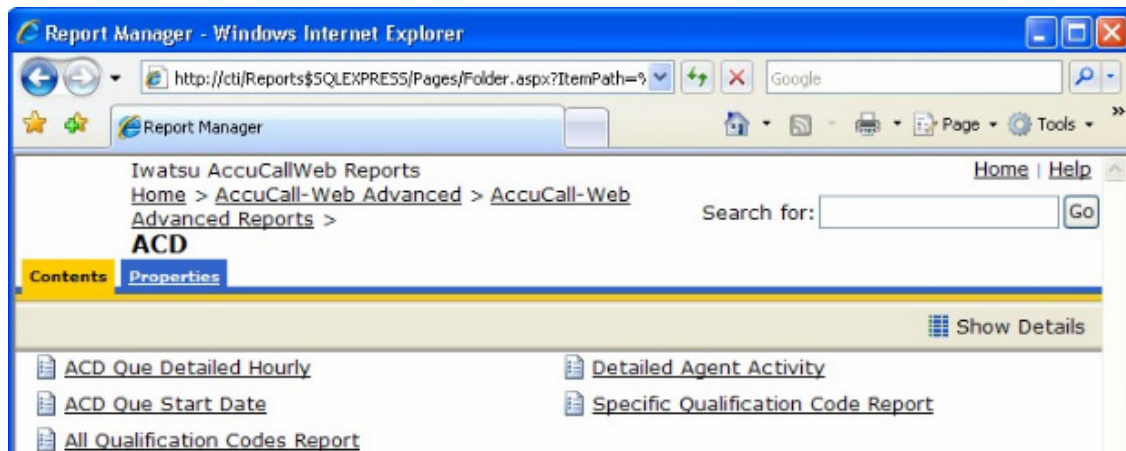 Report Manager - Windows Internet Explorer
http://cti/Reports$SQLEXPRESS/Pages/Folder.aspx?ItemPath=%
Google
Report Manager
Page
Tools
Iwatsu AccuCallWeb Reports
Home | Help
Home > AccuCall-Web Advanced > AccuCall-Web
Advanced Reports >
Search for:
Go
ACD
Contents
Properties
Show Details
ACD Que Detailed Hourly
Detailed Agent Activity
ACD Que Start Date
Specific Qualification Code Report
All Qualification Codes Report